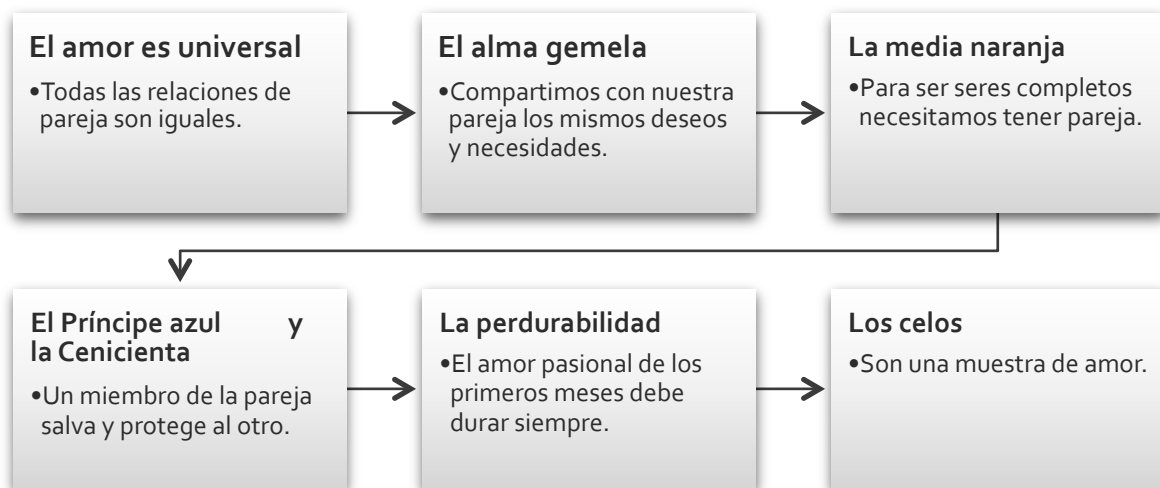 El amor es universal
•Todas las relaciones de
pareja son iguales.
El alma gemela
•Compartimos con nuestra
pareja los mismos deseos
y necesidades.
La media naranja
•Para ser seres completos
necesitamos tener pareja.
El Príncipe azul y
la Cenicienta
•Un miembro de la pareja
salva y protege al otro.
La perdurabilidad
•El amor pasional de los
primeros meses debe
durar siempre.
Los celos
•Son una muestra de amor.